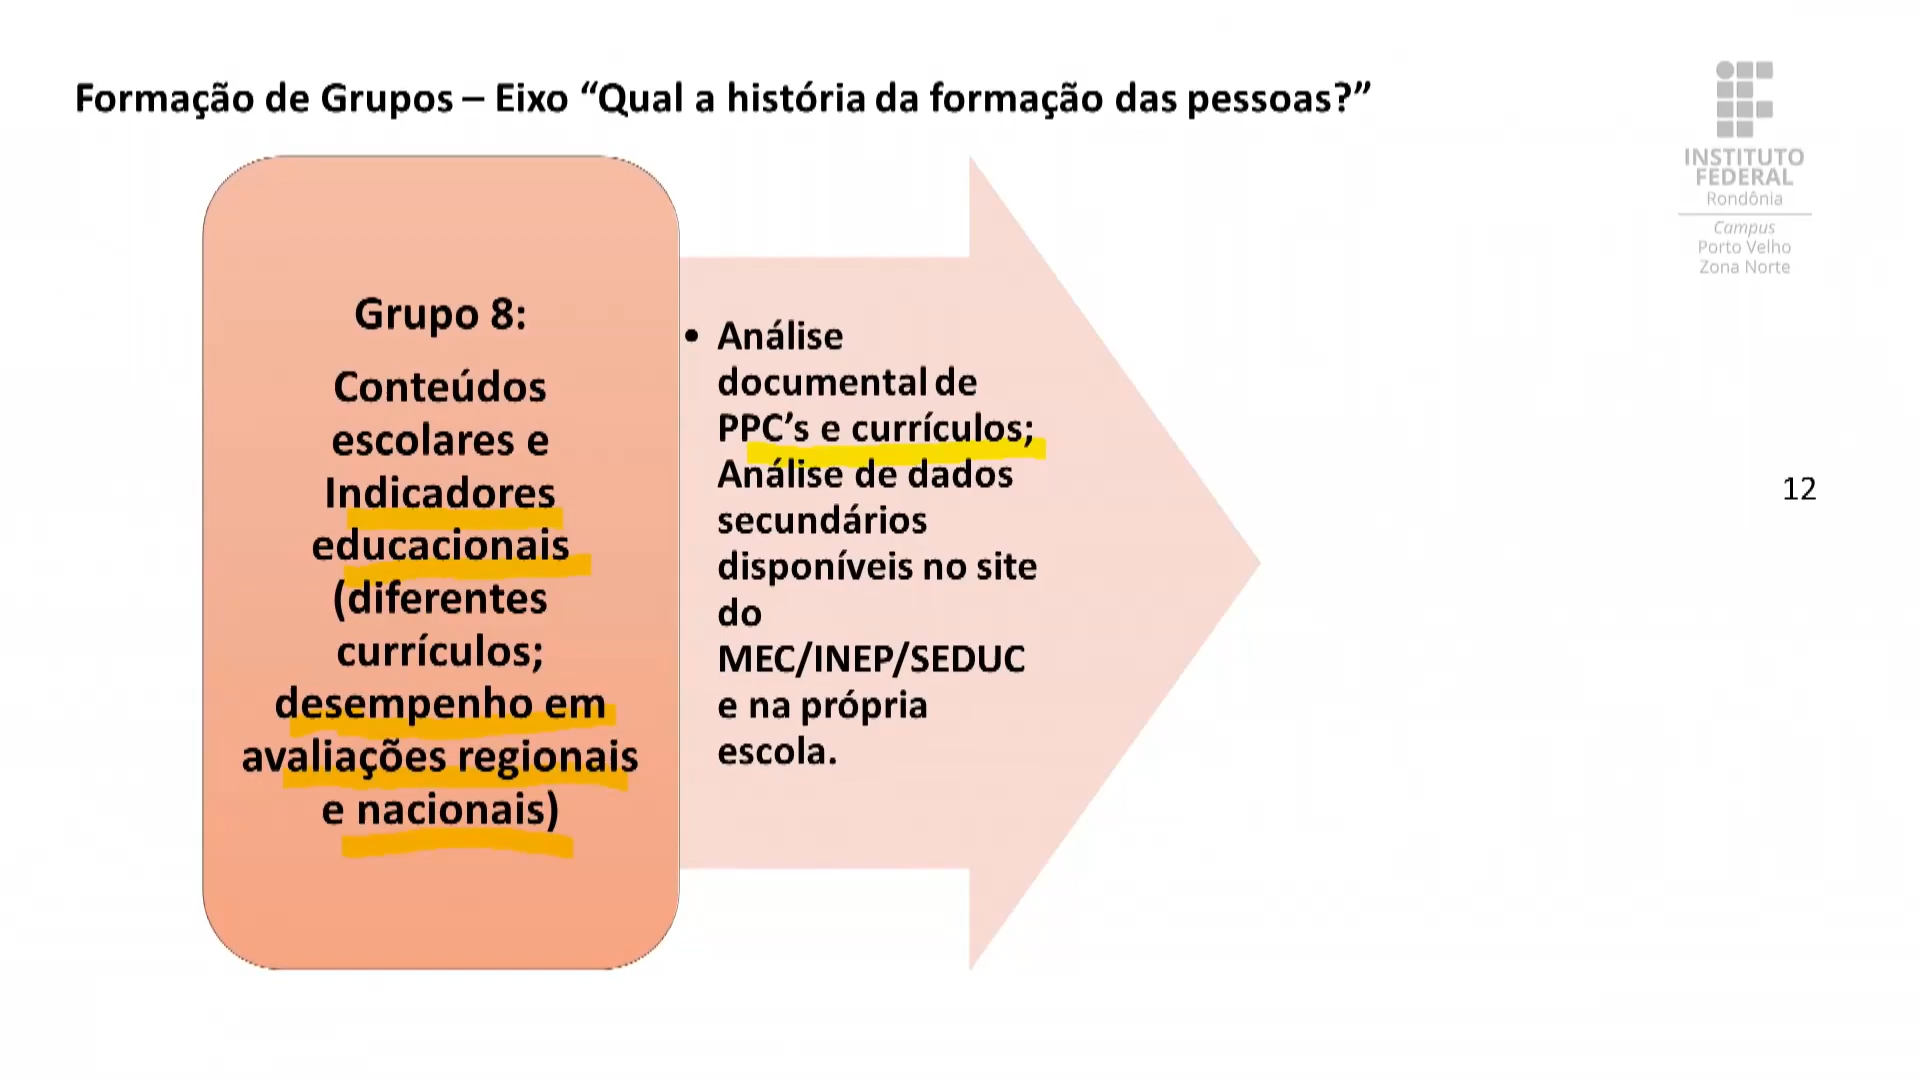 Formação de Grupos – Eixo “Qual a história da formação das pessoas?”
INSTITUTO
FEDERAL
Rondônia
Campus
Porto Velho
Zona Norte
Grupo 8:
Conteúdos
escolares e
Indicadores
educacionais
(diferentes
currículos;
desempenho em
avaliações regionais
e nacionais)
• Análise
documental de
PPC’s e currículos;
Análise de dados
secundários
disponíveis no site
do
MEC/INEP/SEDUC
e na própria
escola.
12